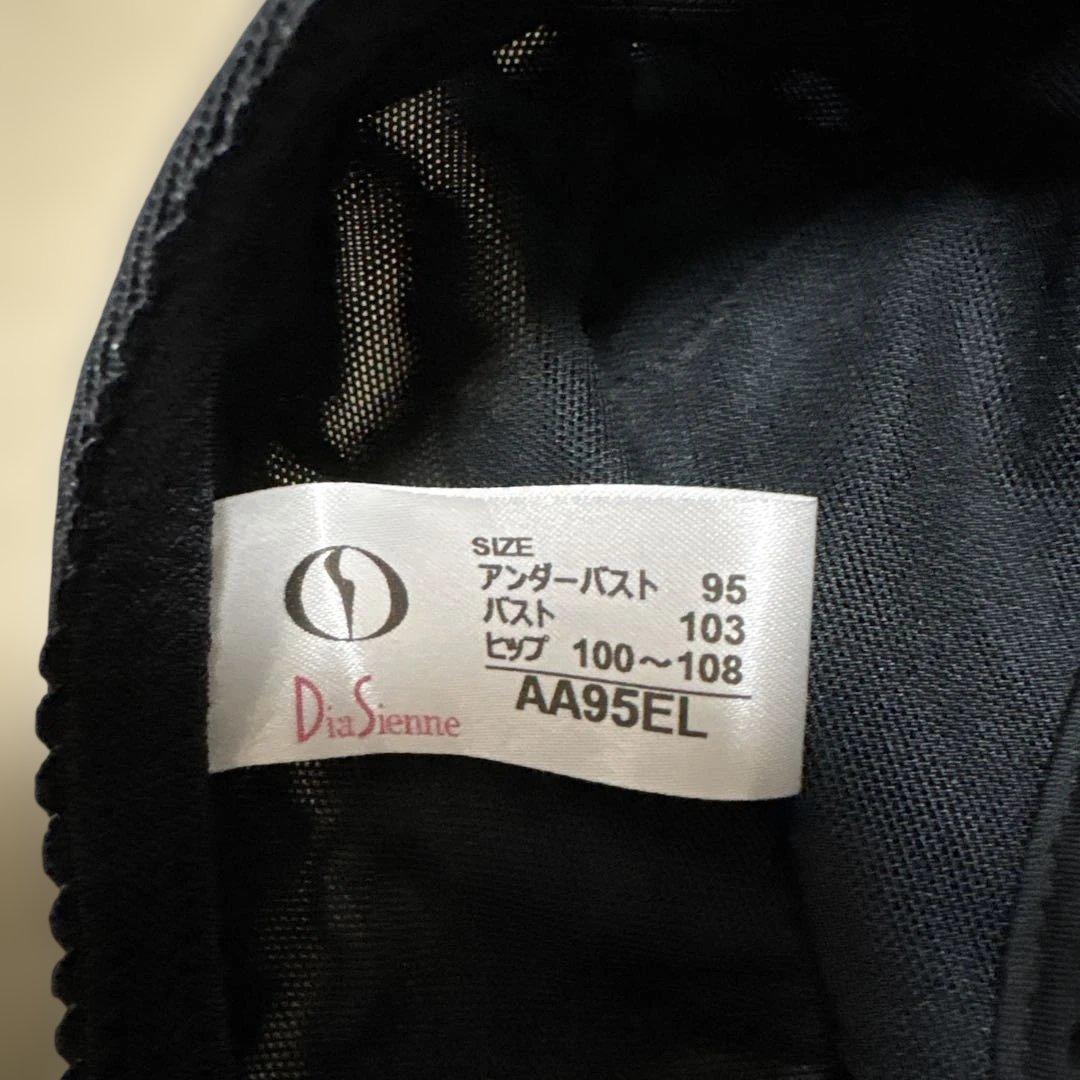 SIZE
アンダーバスト 95
バスト 103
ヒップ 100～108
AA95EL
DiaSienne